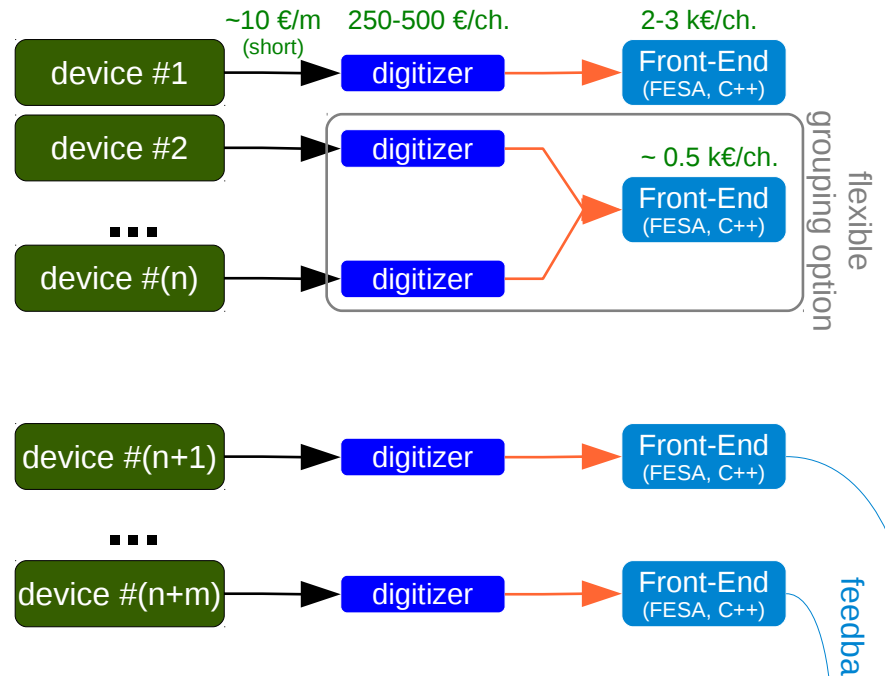 ~10 €/m
(short)
250-500 €/ch.
2-3 k€/ch.
device #1
digitizer
Front-End
(FESA, C++)
device #2
digitizer
~ 0.5 k€/ch.
Front-End
(FESA, C++)
flexible
grouping option
...
device #(n)
digitizer
device #(n+1)
digitizer
Front-End
(FESA, C++)
...
device #(n+m)
digitizer
Front-End
(FESA, C++)
feedba